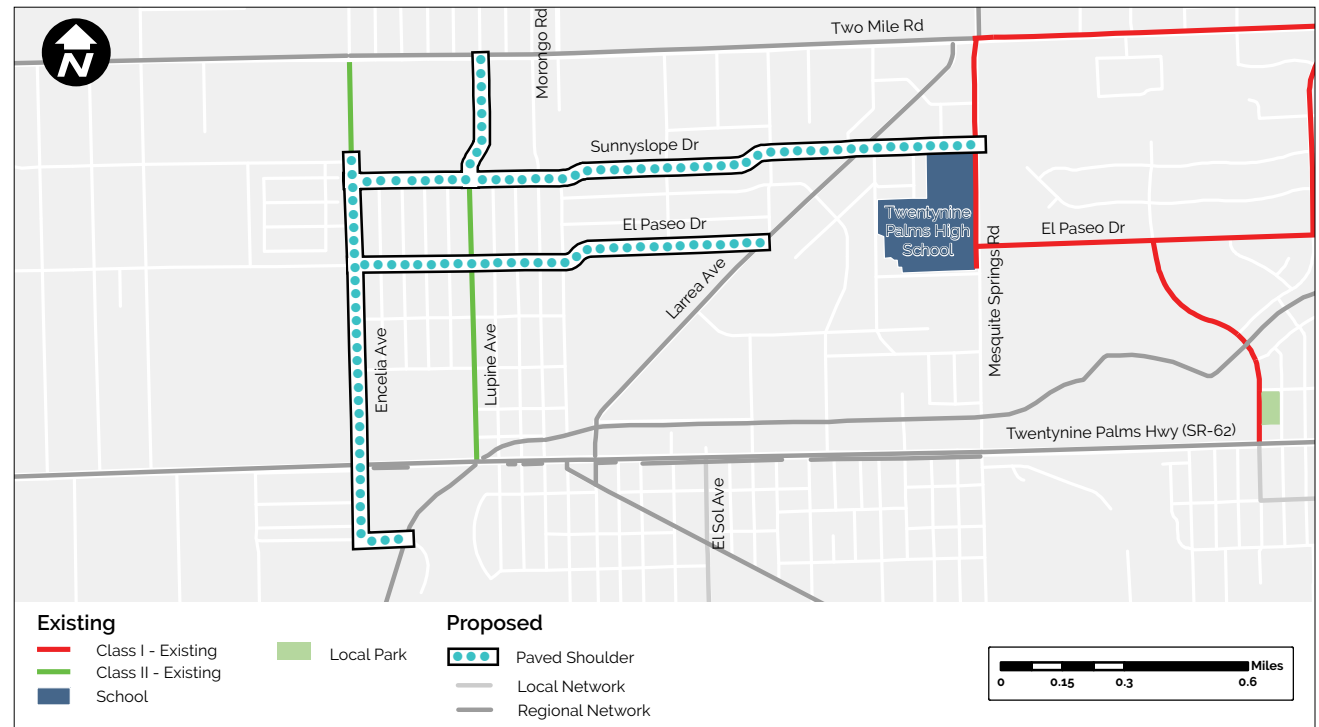 N
Two Mile Rd
Morongo Rd
Sunnyslope Dr
Twentynine
Palms High
School
El Paseo Dr
El Paseo Dr
Larrea Ave
Mesquite Springs Rd
Encelia Ave
Lupine Ave
Twentynine Palms Hwy (SR-62)
El Sol Ave
Existing
Class I - Existing
Class II - Existing
School
Local Park
Proposed
Paved Shoulder
Local Network
Regional Network
Miles
0 0.15 0.3 0.6